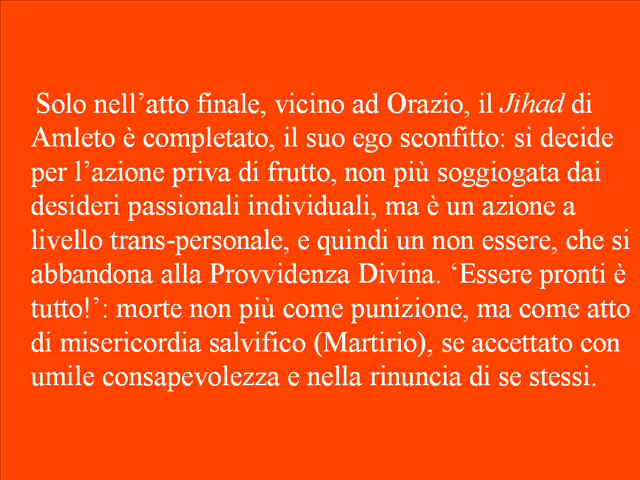 Solo nell’atto finale, vicino ad Orazio, il Jihad di
Amleto è completato, il suo ego sconfitto: si decide
per l’azione priva di frutto, non più soggiogata dai
desideri passionali individuali, ma è un azione a
livello trans-personale, e quindi un non essere, che si
abbandona alla Provvidenza Divina. ‘Essere pronti è
tutto!’: morte non più come punizione, ma come atto
di misericordia salvifico (Martirio), se accettato con
umile consapevolezza e nella rinuncia di se stessi.